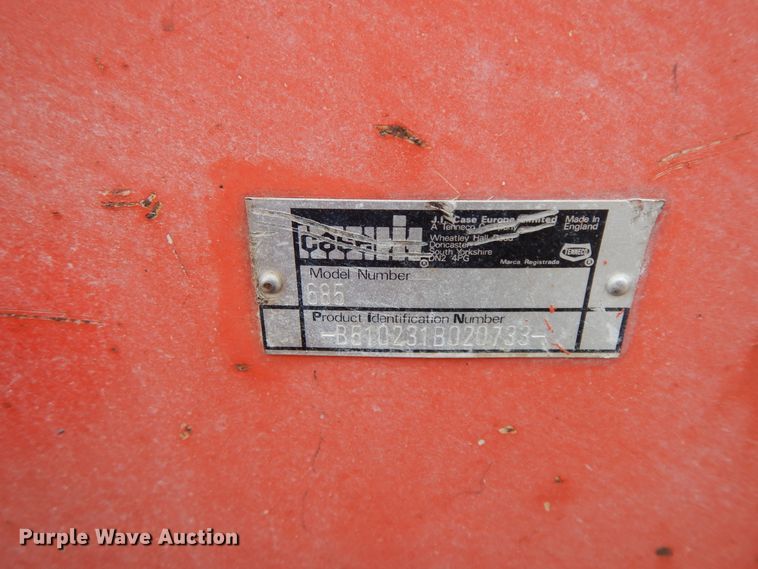 CASE
J.I. Case Europe Limited
A Tenneco Company
Wheatley Hall Road
Doncaster
South Yorkshire
DN2 4PG
Made in
England
TENNECO
Marca Registrada
Model Number
685
Product Identification Number
-B610231B020733-
Purple Wave Auction